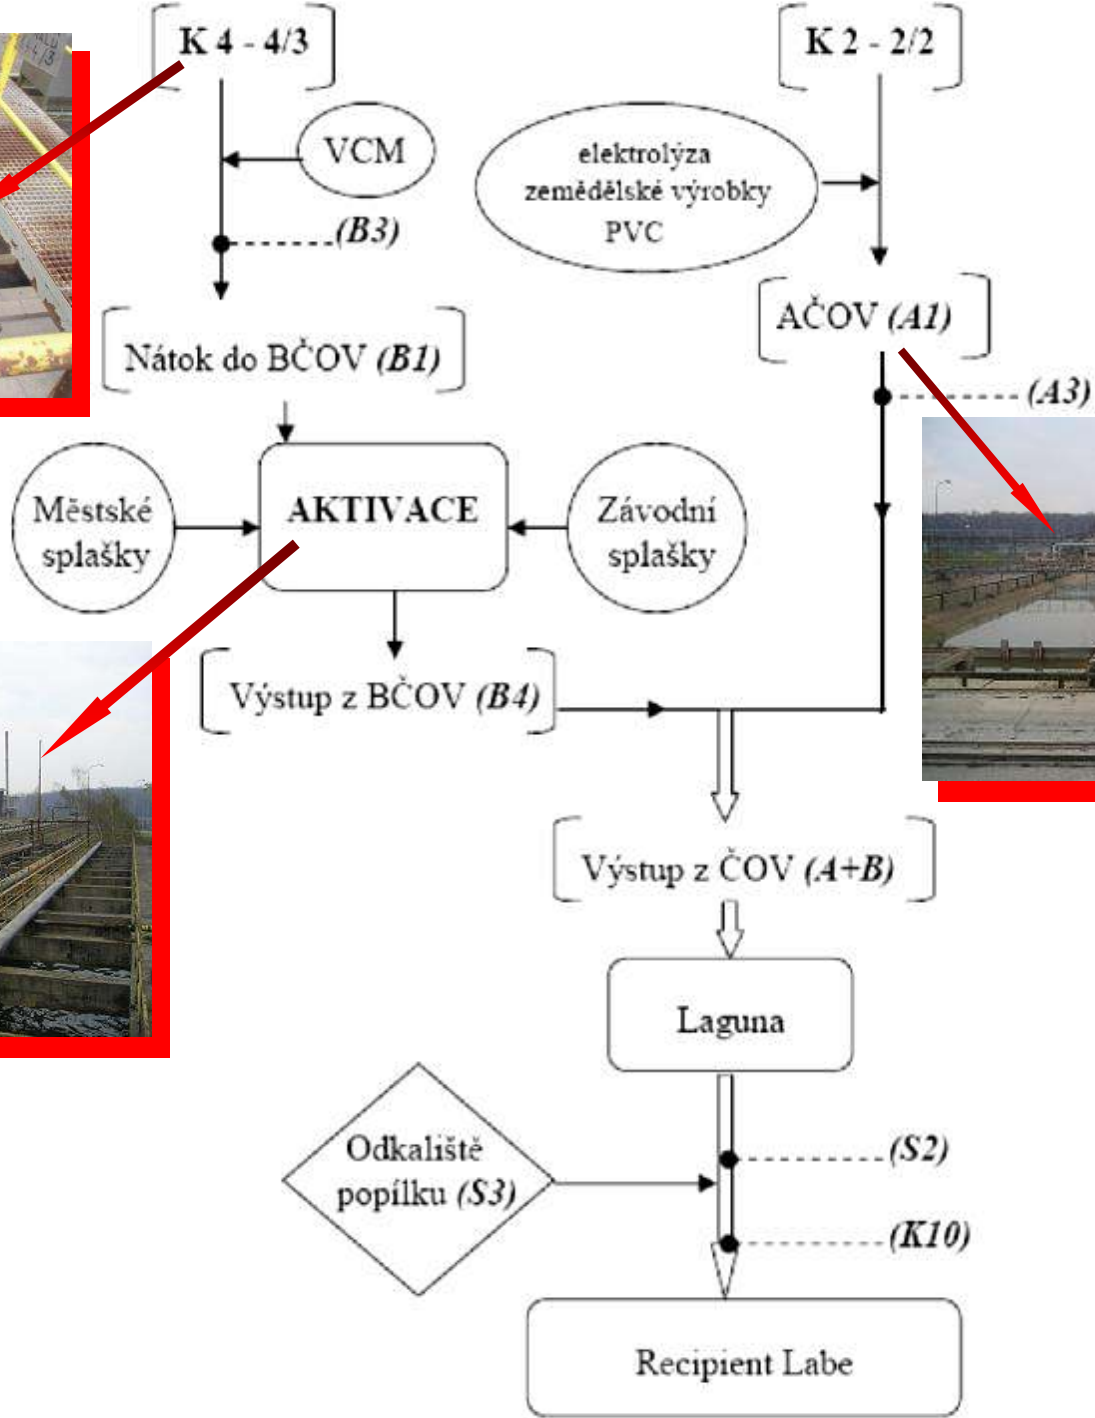 K 4 - 4/3
K 2 - 2/2
VCM
elektrolýza
zemědělské výrobky
PVC
(B3)
AČOV (A1)
Nátok do BČOV (B1)
(A3)
Městské
splašky
AKTIVACE
Závodní
splašky
Výstup z BČOV (B4)
Výstup z ČOV (A+B)
Laguna
Odkaliště
popílku (S3)
(S2)
(K10)
Recipient Labe